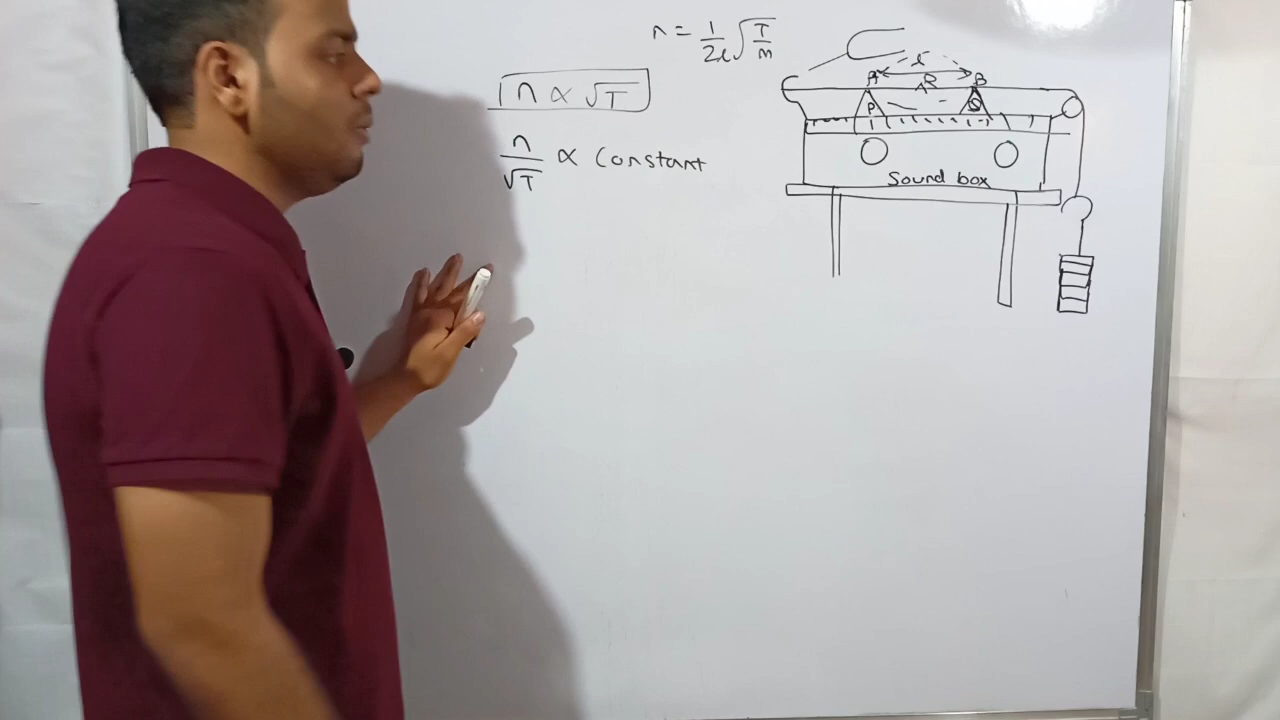 n = 1/2l √T/m
n ∝ √T
n/√T ∝ Constant
l
A B
R
P S
Sound box